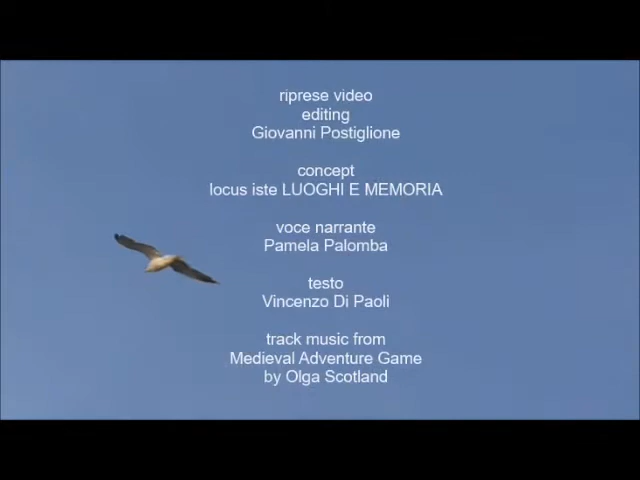 riprese video
editing
Giovanni Postiglione
concept
locus iste LUOGHI E MEMORIA
voce narrante
Pamela Palomba
testo
Vincenzo Di Paoli
track music from
Medieval Adventure Game
by Olga Scotland